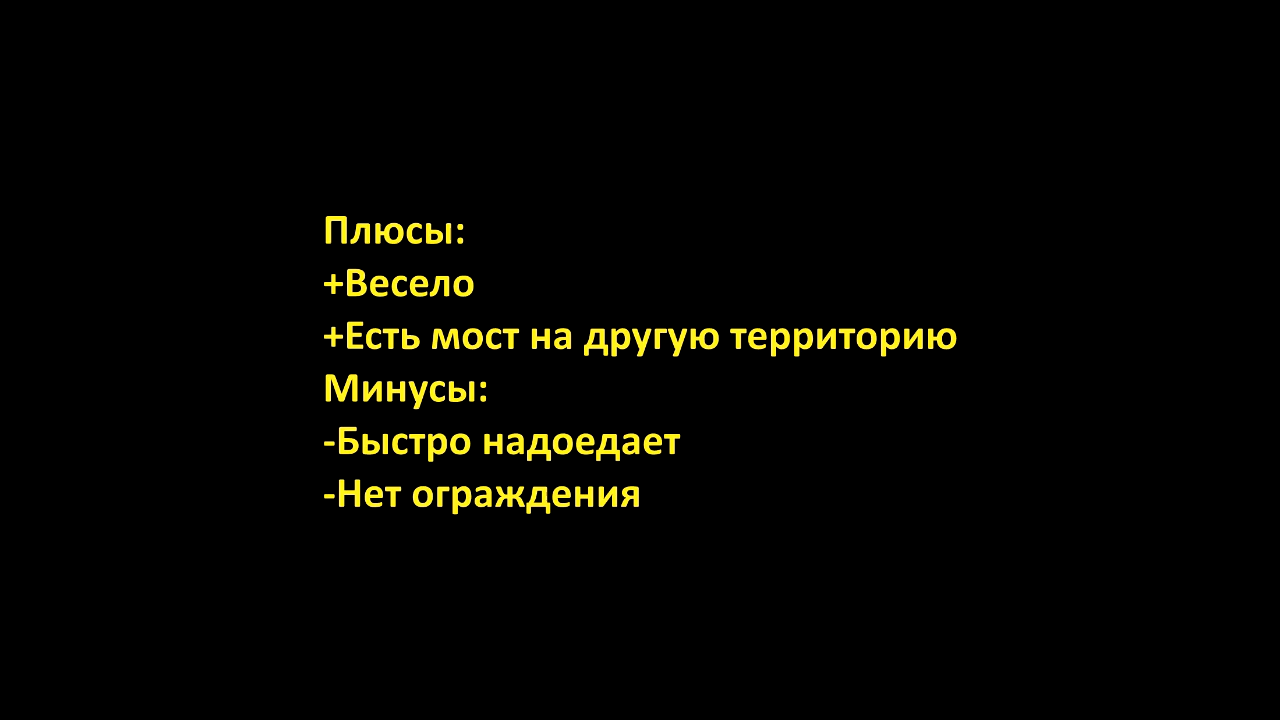 Плюсы:
+Весело
+Есть мост на другую территорию
Минусы:
-Быстро надоедает
-Нет ограждения